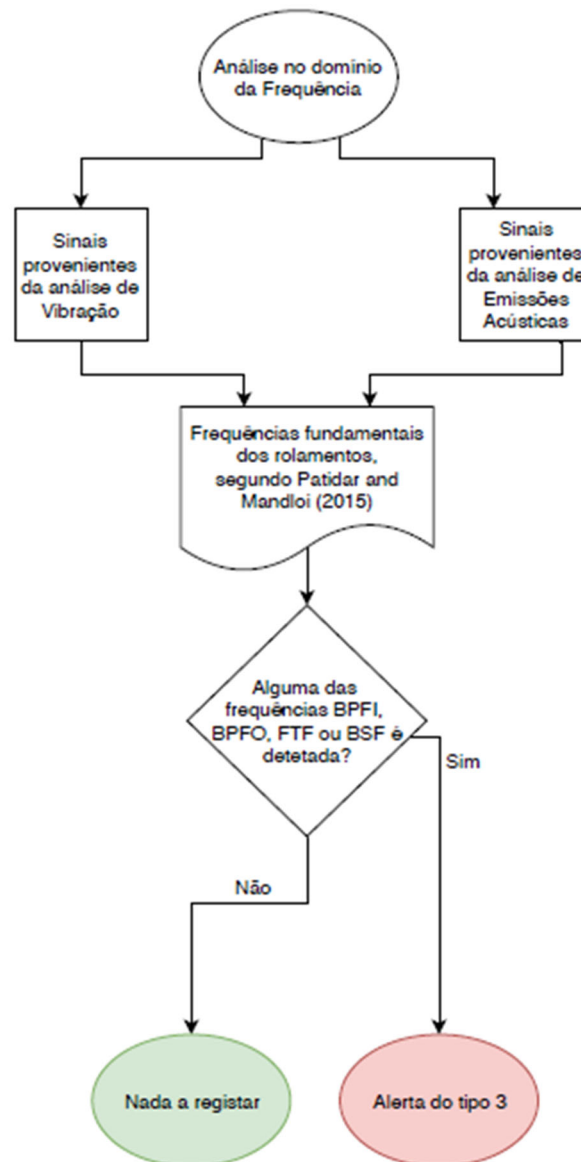 Análise no domínio
da Frequência
Sinais
provenientes
da análise de
Vibração
Sinais
provenientes
da análise de
Emissões
Acústicas
Frequências fundamentais
dos rolamentos,
segundo Patidar and
Mandloi (2015)
Alguma das
frequências BPFI,
BPFO, FTF ou BSF é
detetada?
Sim
Não
Nada a registar
Alerta do tipo 3